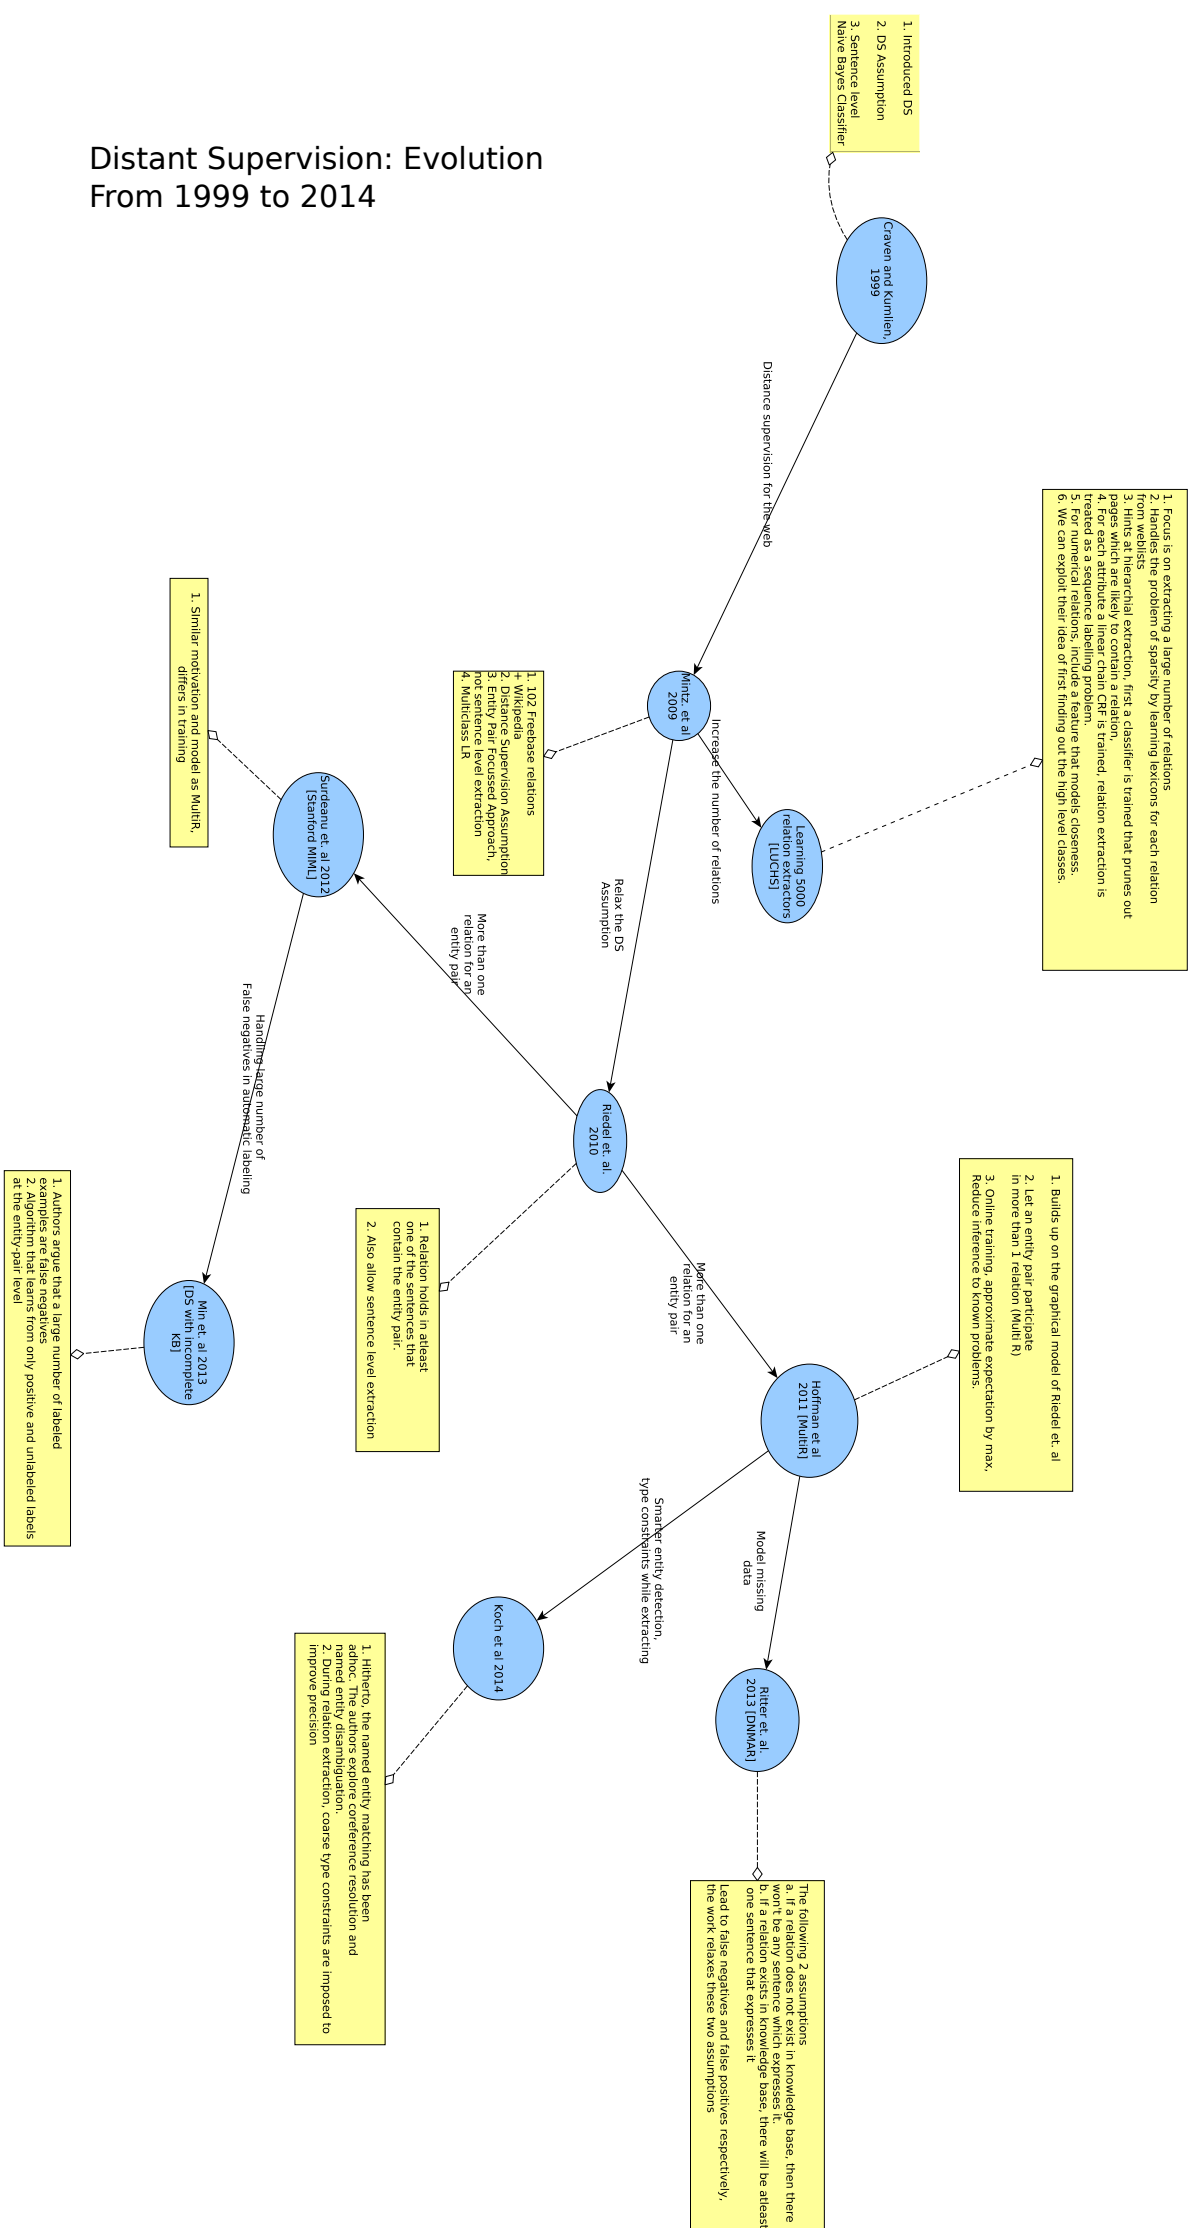 Distant Supervision: Evolution
From 1999 to 2014
1. Introduced DS
2. DS Assumption
3. Sentence level
Naive Bayes Classifier
Craven and Kumlien,
1999
Distance supervision for the web
1. Focus is on extracting a large number of relations
2. Handles the problem of sparsity by learning lexicons for each relation
from weblists
3. Hints at hierarchial extraction, first a classifier is trained that prunes out
pages which are likely to contain a relation,
4. For each attribute a linear chain CRF is trained, relation extraction is
treated as a sequence labelling problem.
5. For numerical relations, include a feature that models closeness.
6. We can exploit their idea of first finding out the high level classes.
Mintz. et al
2009
1. 102 Freebase relations
+ Wikipedia
2. Distance Supervision Assumption
3. Entity Pair Focussed Approach,
not sentence level extraction
4. Multiclass LR
Increase the number of relations
Learning 5000
relation extractors
[LUCHS]
1. SImilar motivation and model as MultiR,
differs in training
Surdeanu et. al 2012
[Stanford MIML]
Relax the DS
Assumption
More than one
relation for an
entity pair
Handling large number of
False negatives in automatic labeling
Riedel et. al.
2010
1. Relation holds in atleast
one of the sentences that
contain the entity pair.
2. Also allow sentence level extraction
1. Builds up on the graphical model of Riedel et. al
2. Let an entity pair participate
in more than 1 relation (Multi R)
3. Online training, approximate expectation by max,
Reduce inference to known problems.
More than one
relation for an
entity pair
1. Authors argue that a large number of labeled
examples are false negatives
2. Algorithm that learns from only positive and unlabeled labels
at the entity-pair level
Min et. al 2013
[DS with incomplete
KB]
Hoffman et al
2011 [MultiR]
Smarter entity detection,
type constraints while extracting
Model missing
data
Koch et al 2014
1. Hitherto, the named entity matching has been
adhoc. The authors explore coreference resolution and
named entity disambiguation.
2. During relation extraction, coarse type constraints are imposed to
improve precision
Ritter et. al.
2013 [DNMAR]
The following 2 assumptions
a. If a relation does not exist in knowledge base, then there
won't be any sentence which expresses it.
b. If a relation exists in knowledge base, there will be atleast
one sentence that expresses it
Lead to false negatives and false positives respectively,
the work relaxes these two assumptions